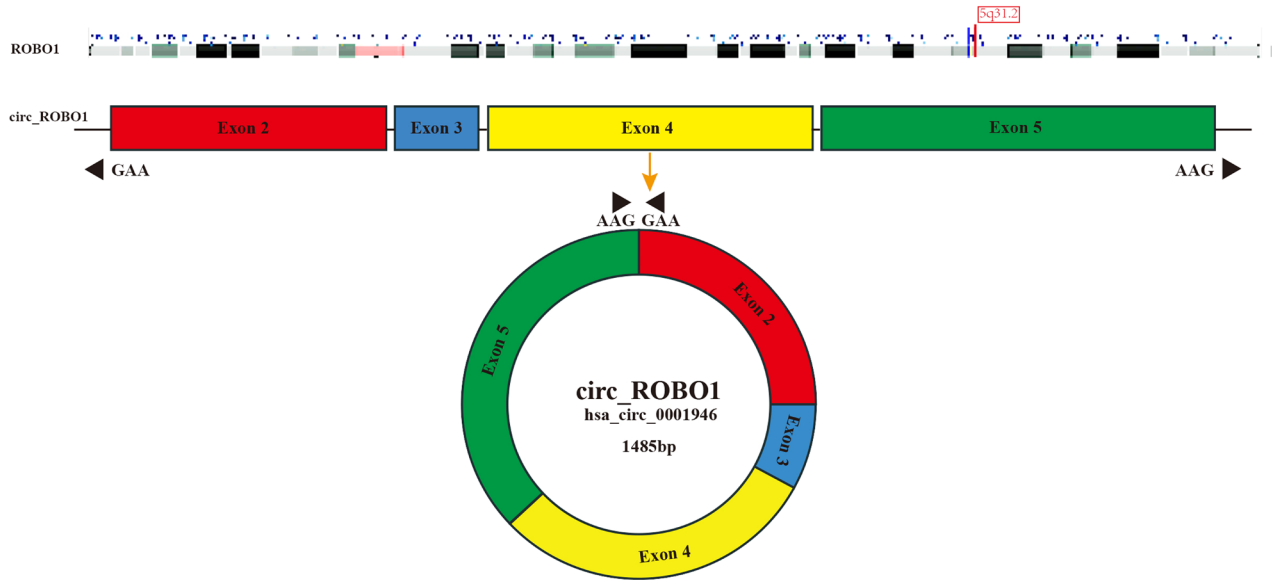 5q31.2
ROBO1
circ_ROBO1
Exon 2
Exon 3
Exon 4
Exon 5
GAA
AAG
AAG GAA
Exon 2
Exon 5
circ_ROBO1
hsa_circ_0001946
Exon 3
1485bp
Exon 4